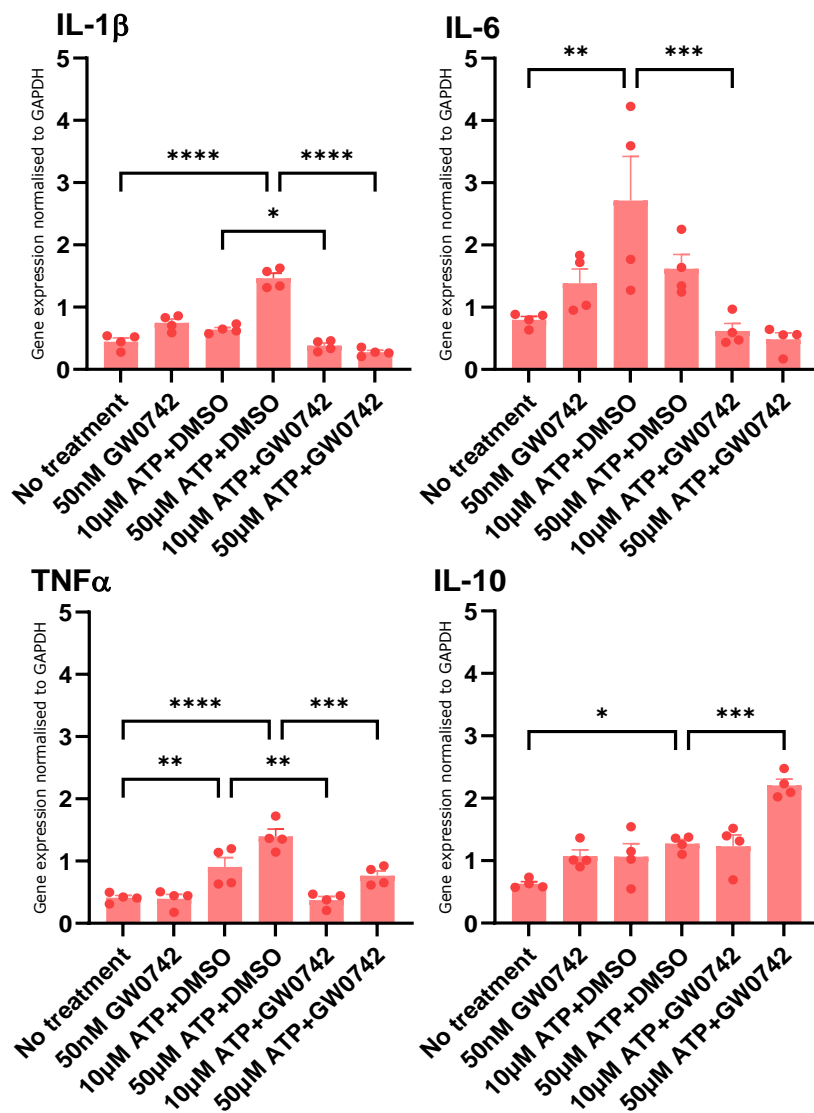 IL-1β
Gene expression normalised to GAPDH
5
4
3
2
1
0
****
****
*
No treatment
50nM GW0742
10µM ATP+DMSO
50µM ATP+DMSO
10µM ATP+GW0742
50µM ATP+GW0742
IL-6
Gene expression normalised to GAPDH
5
4
3
2
1
0
**
***
No treatment
50nM GW0742
10µM ATP+DMSO
50µM ATP+DMSO
10µM ATP+GW0742
50µM ATP+GW0742
TNFα
Gene expression normalised to GAPDH
5
4
3
2
1
0
****
***
**
**
No treatment
50nM GW0742
10µM ATP+DMSO
50µM ATP+DMSO
10µM ATP+GW0742
50µM ATP+GW0742
IL-10
Gene expression normalised to GAPDH
5
4
3
2
1
0
*
***
No treatment
50nM GW0742
10µM ATP+DMSO
50µM ATP+DMSO
10µM ATP+GW0742
50µM ATP+GW0742